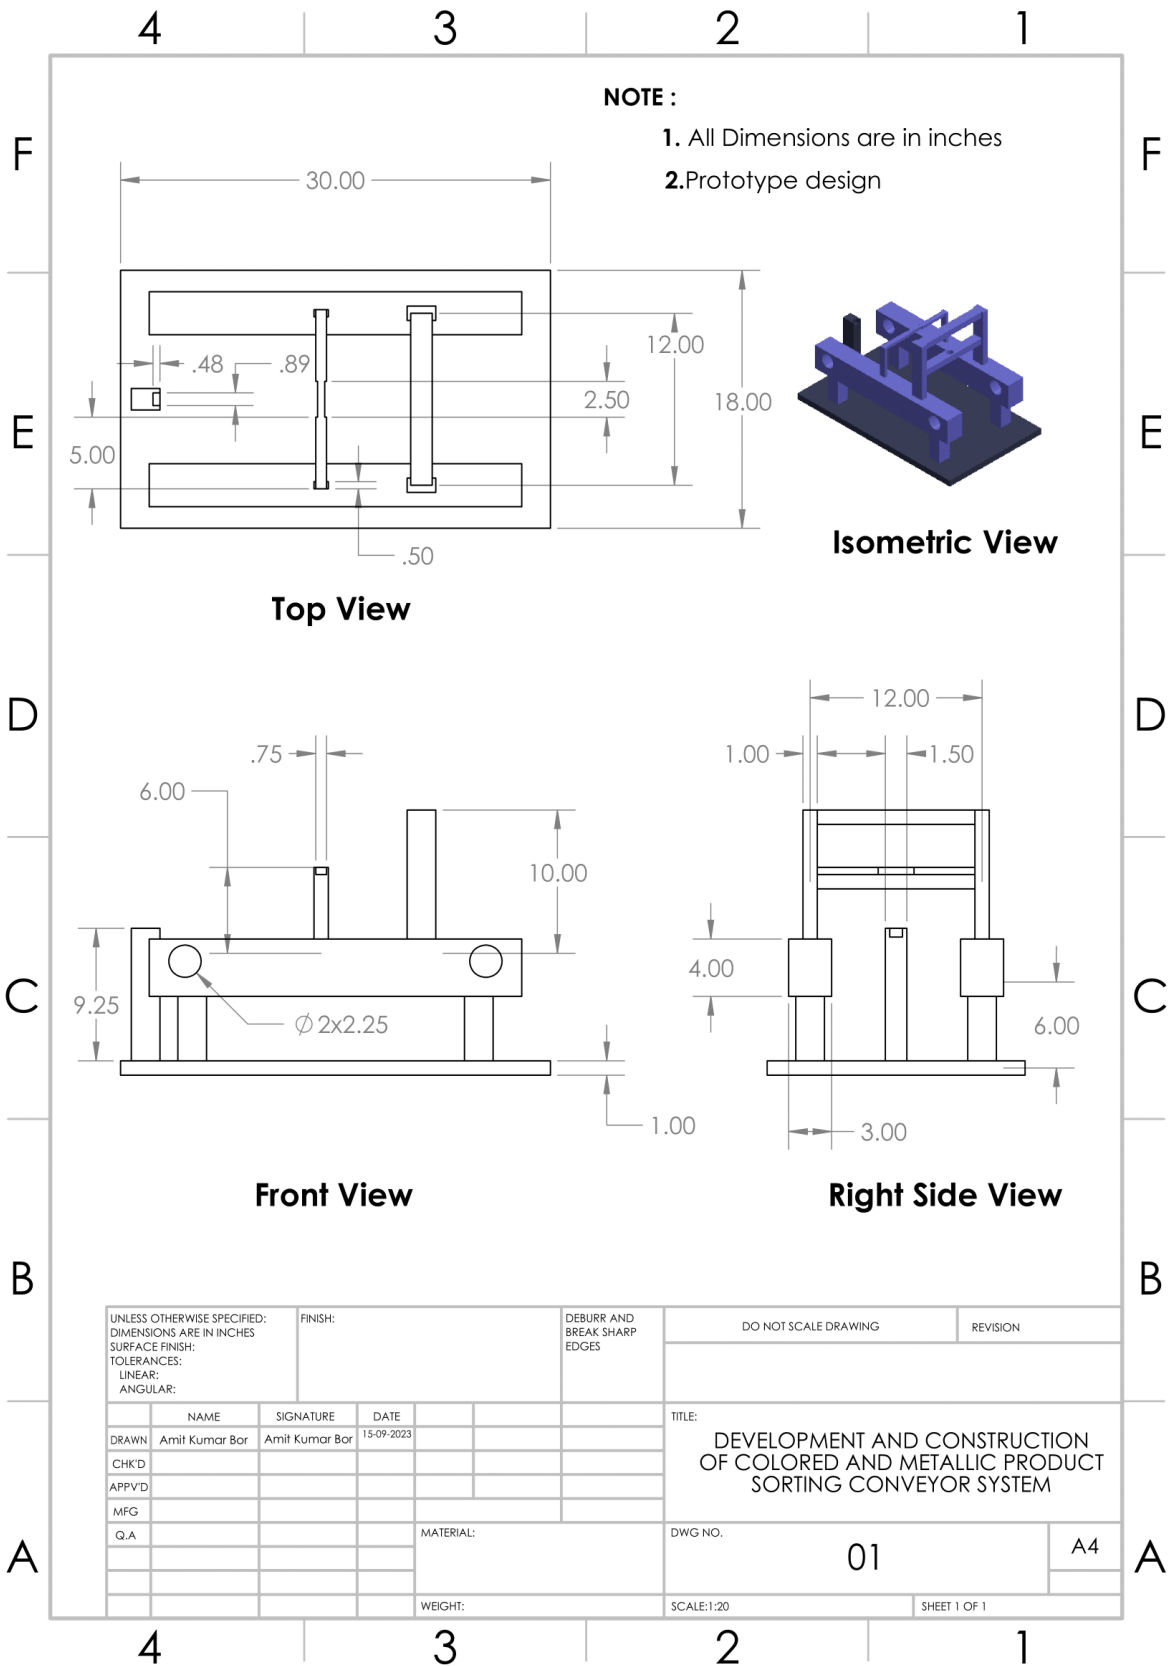 4 3 2 1
NOTE :
1. All Dimensions are in inches
2.Prototype design
F F
30.00
12.00
.48 .89
2.50
18.00
E E
5.00
.50
Isometric View
Top View
D D
12.00
.75 1.00 1.50
6.00
10.00
4.00
C C
9.25
2x2.25
6.00
1.00
3.00
Front View
Right Side View
B B
UNLESS OTHERWISE SPECIFIED:
DIMENSIONS ARE IN INCHES
SURFACE FINISH:
TOLERANCES:
LINEAR:
ANGULAR:
FINISH:
DEBURR AND
BREAK SHARP
EDGES
DO NOT SCALE DRAWING
REVISION
NAME SIGNATURE DATE
DRAWN Amit Kumar Bor Amit Kumar Bor 15-09-2023
CHK'D
APPV'D
MFG
Q.A
TITLE:
DEVELOPMENT AND CONSTRUCTION
OF COLORED AND METALLIC PRODUCT
SORTING CONVEYOR SYSTEM
MATERIAL:
DWG NO.
01
A4
A A
WEIGHT:
SCALE:1:20
SHEET 1 OF 1
4 3 2 1